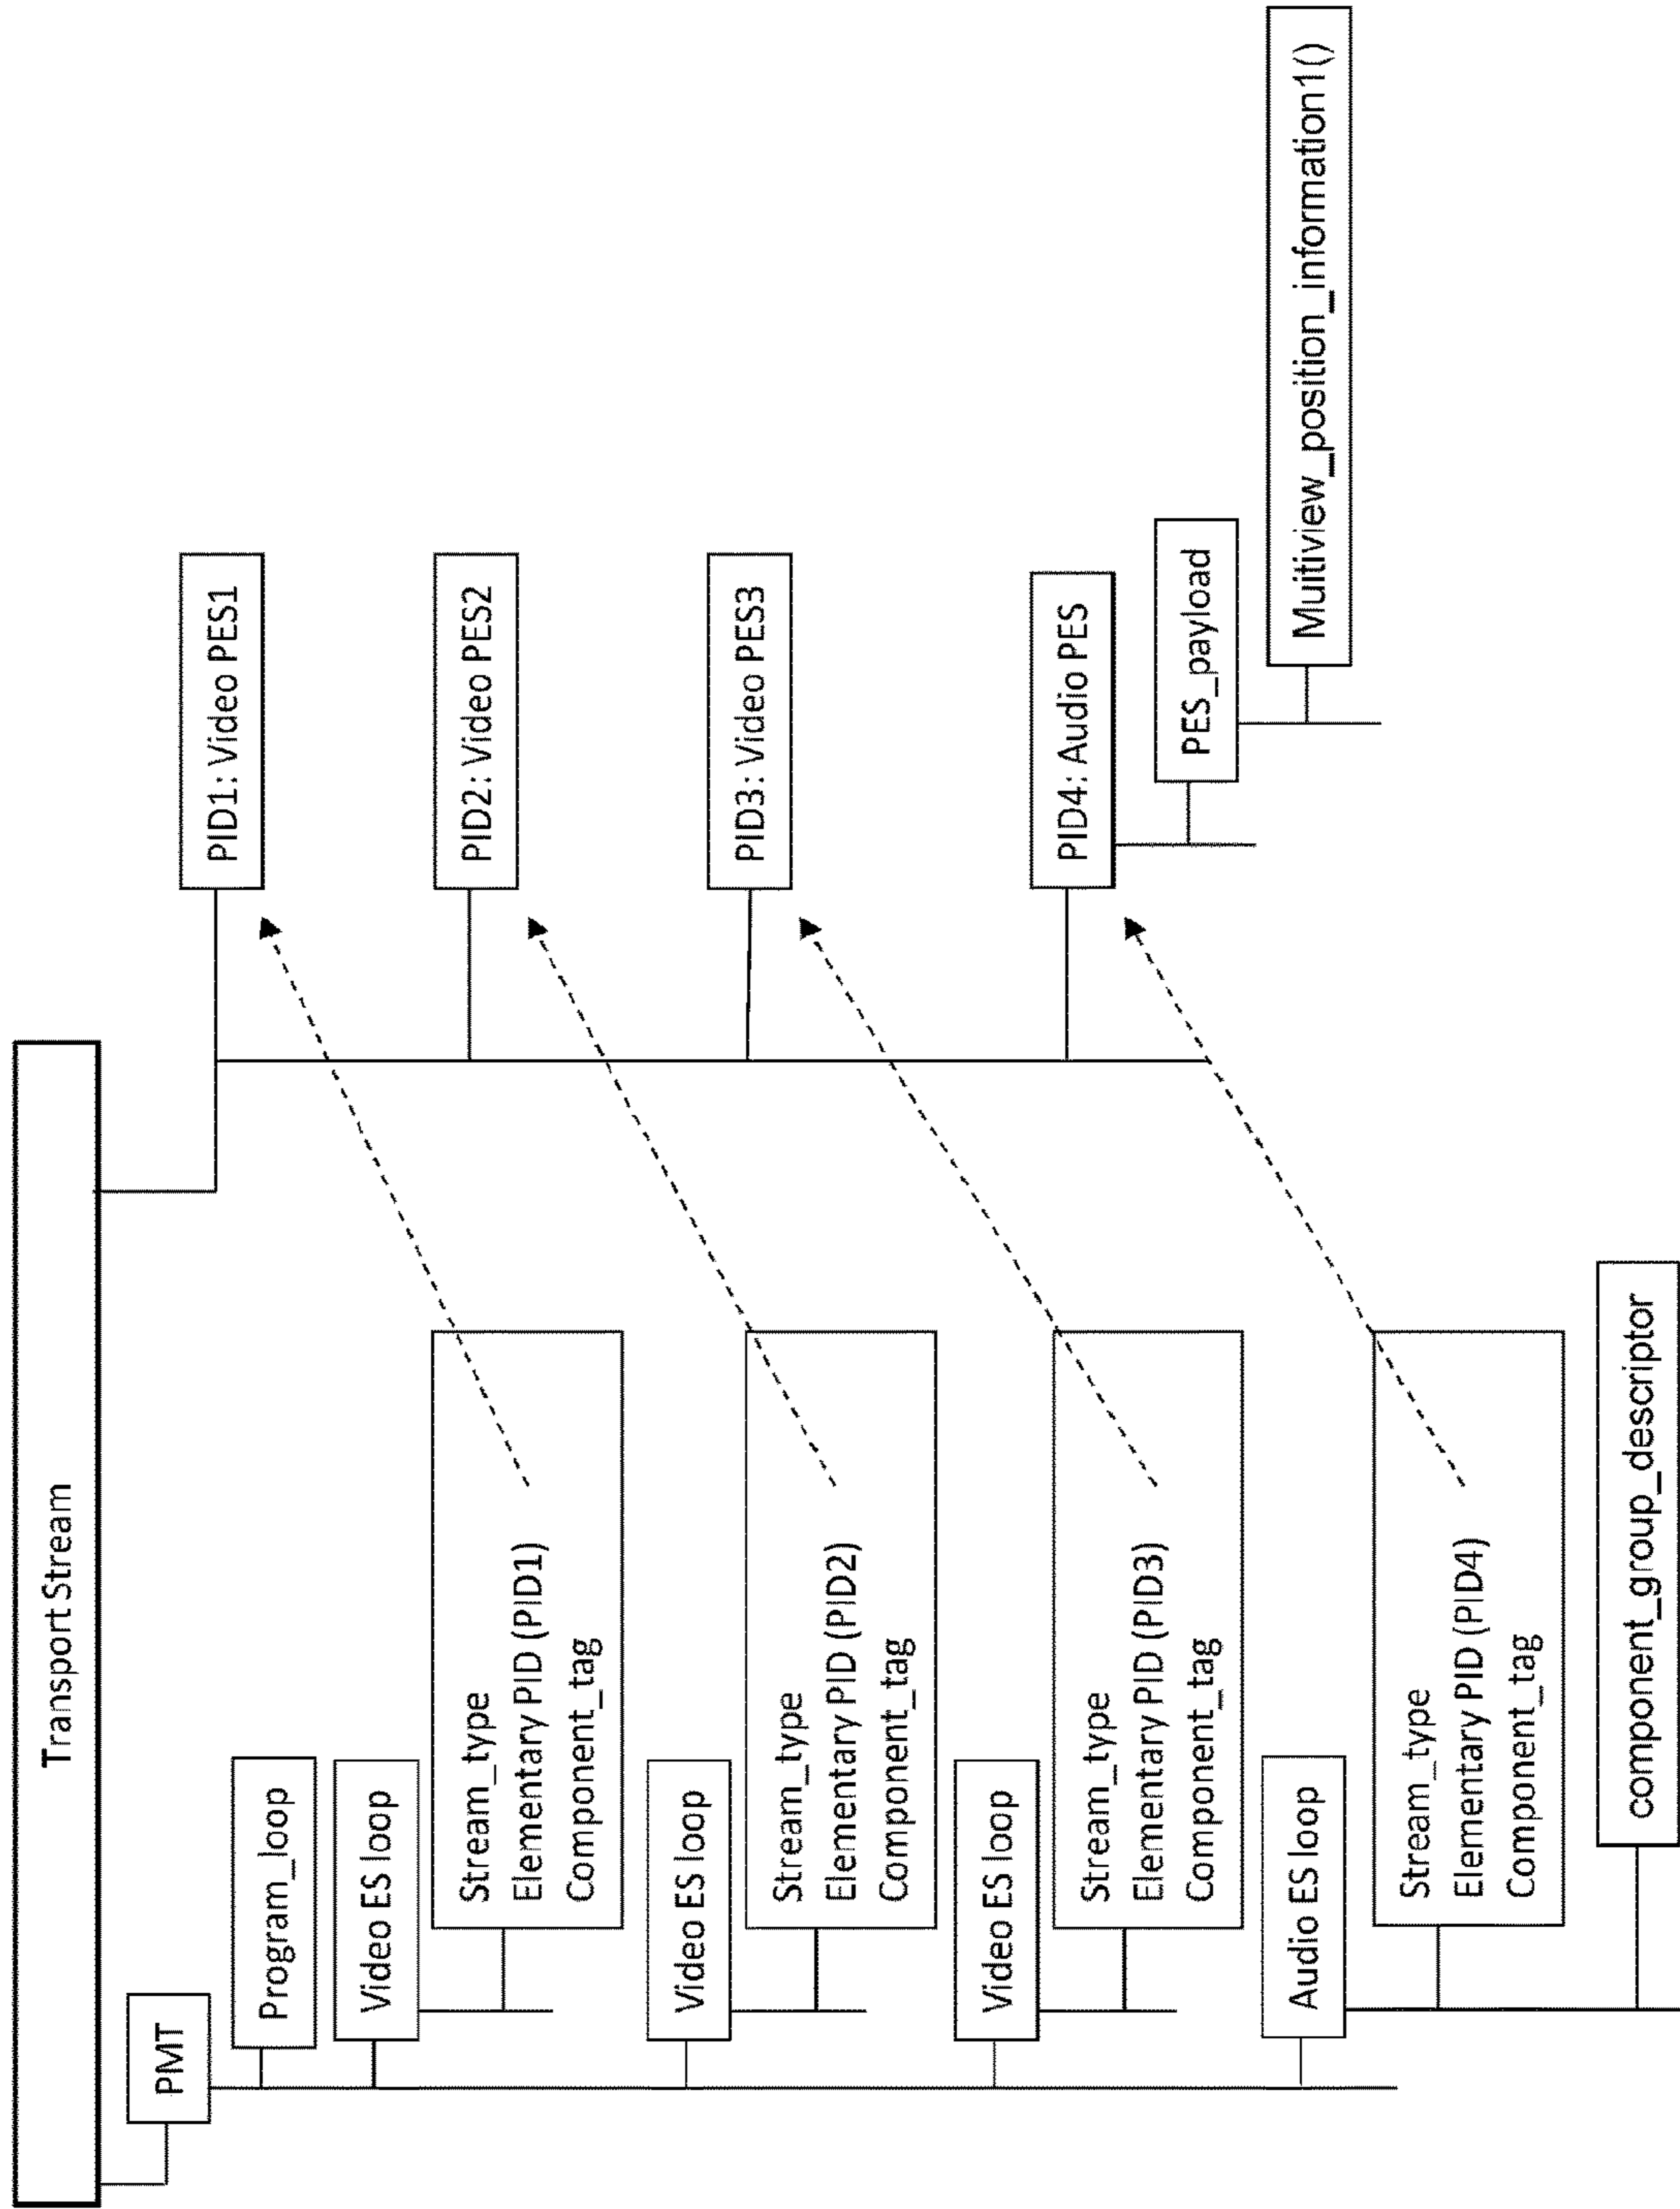 Transport Stream
PMT
Program_loop
Video ES loop
Stream_type
Elementary PID (PID1)
Component_tag
Video ES loop
Stream_type
Elementary PID (PID2)
Component_tag
Video ES loop
Stream_type
Elementary PID (PID3)
Component_tag
Audio ES loop
Stream_type
Elementary PID (PID4)
Component_tag
component_group_descriptor
PID1: Video PES1
PID2: Video PES2
PID3: Video PES3
PID4: Audio PES
PES_payload
Muitiview_position_information1()